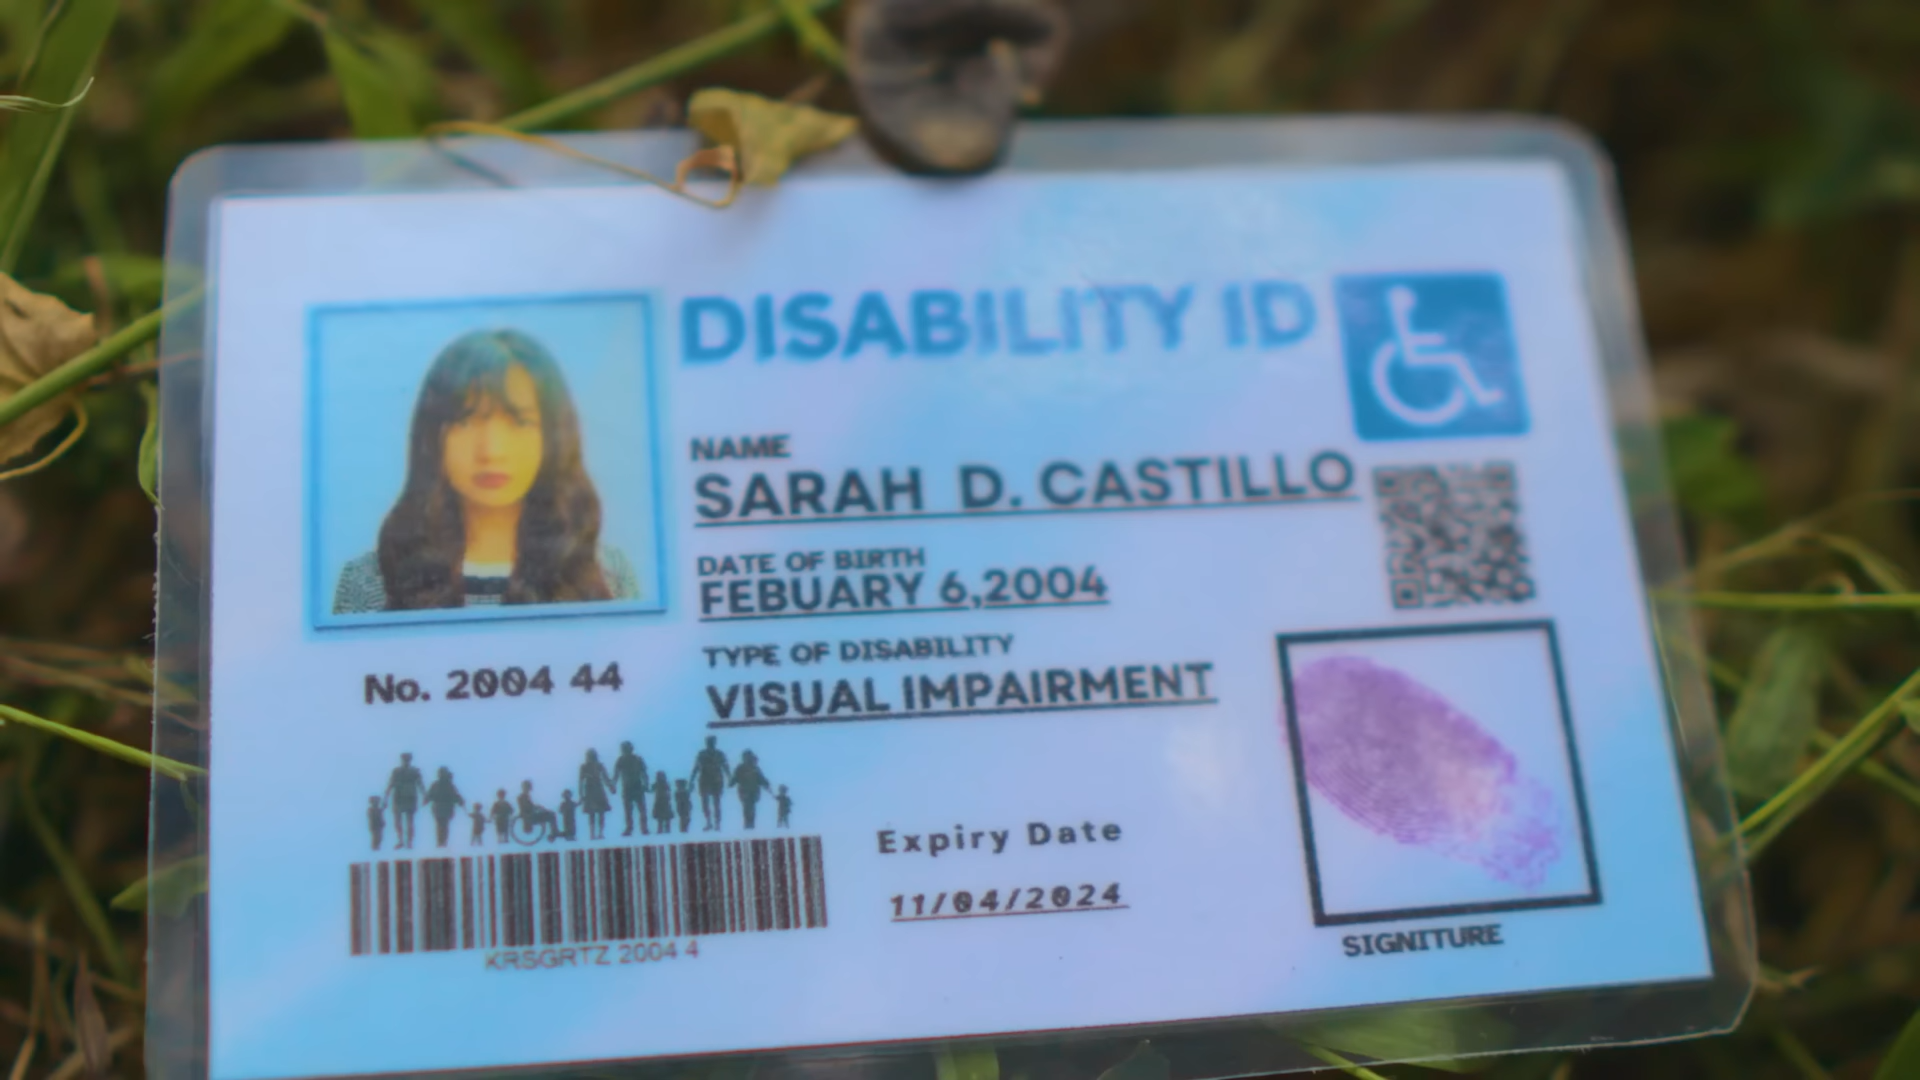 DISABILITY ID
NAME
SARAH D. CASTILLO
DATE OF BIRTH
FEBUARY 6,2004
TYPE OF DISABILITY
VISUAL IMPAIRMENT
No. 2004 44
Expiry Date
11/04/2024
KRSGRTZ 2004 4
SIGNITURE